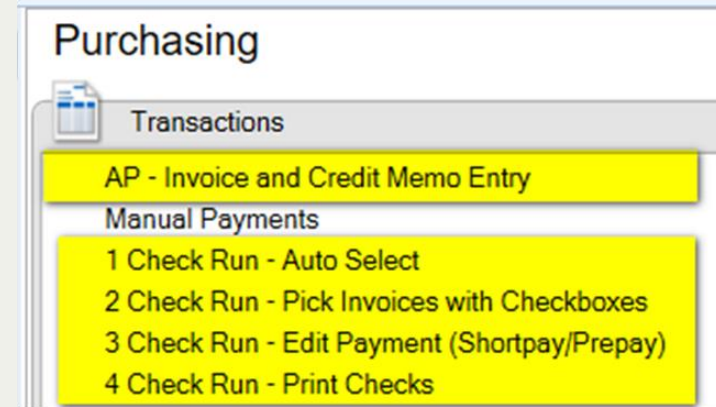 Purchasing
Transactions
AP - Invoice and Credit Memo Entry
Manual Payments
1 Check Run - Auto Select
2 Check Run - Pick Invoices with Checkboxes
3 Check Run - Edit Payment (Shortpay/Prepay)
4 Check Run - Print Checks